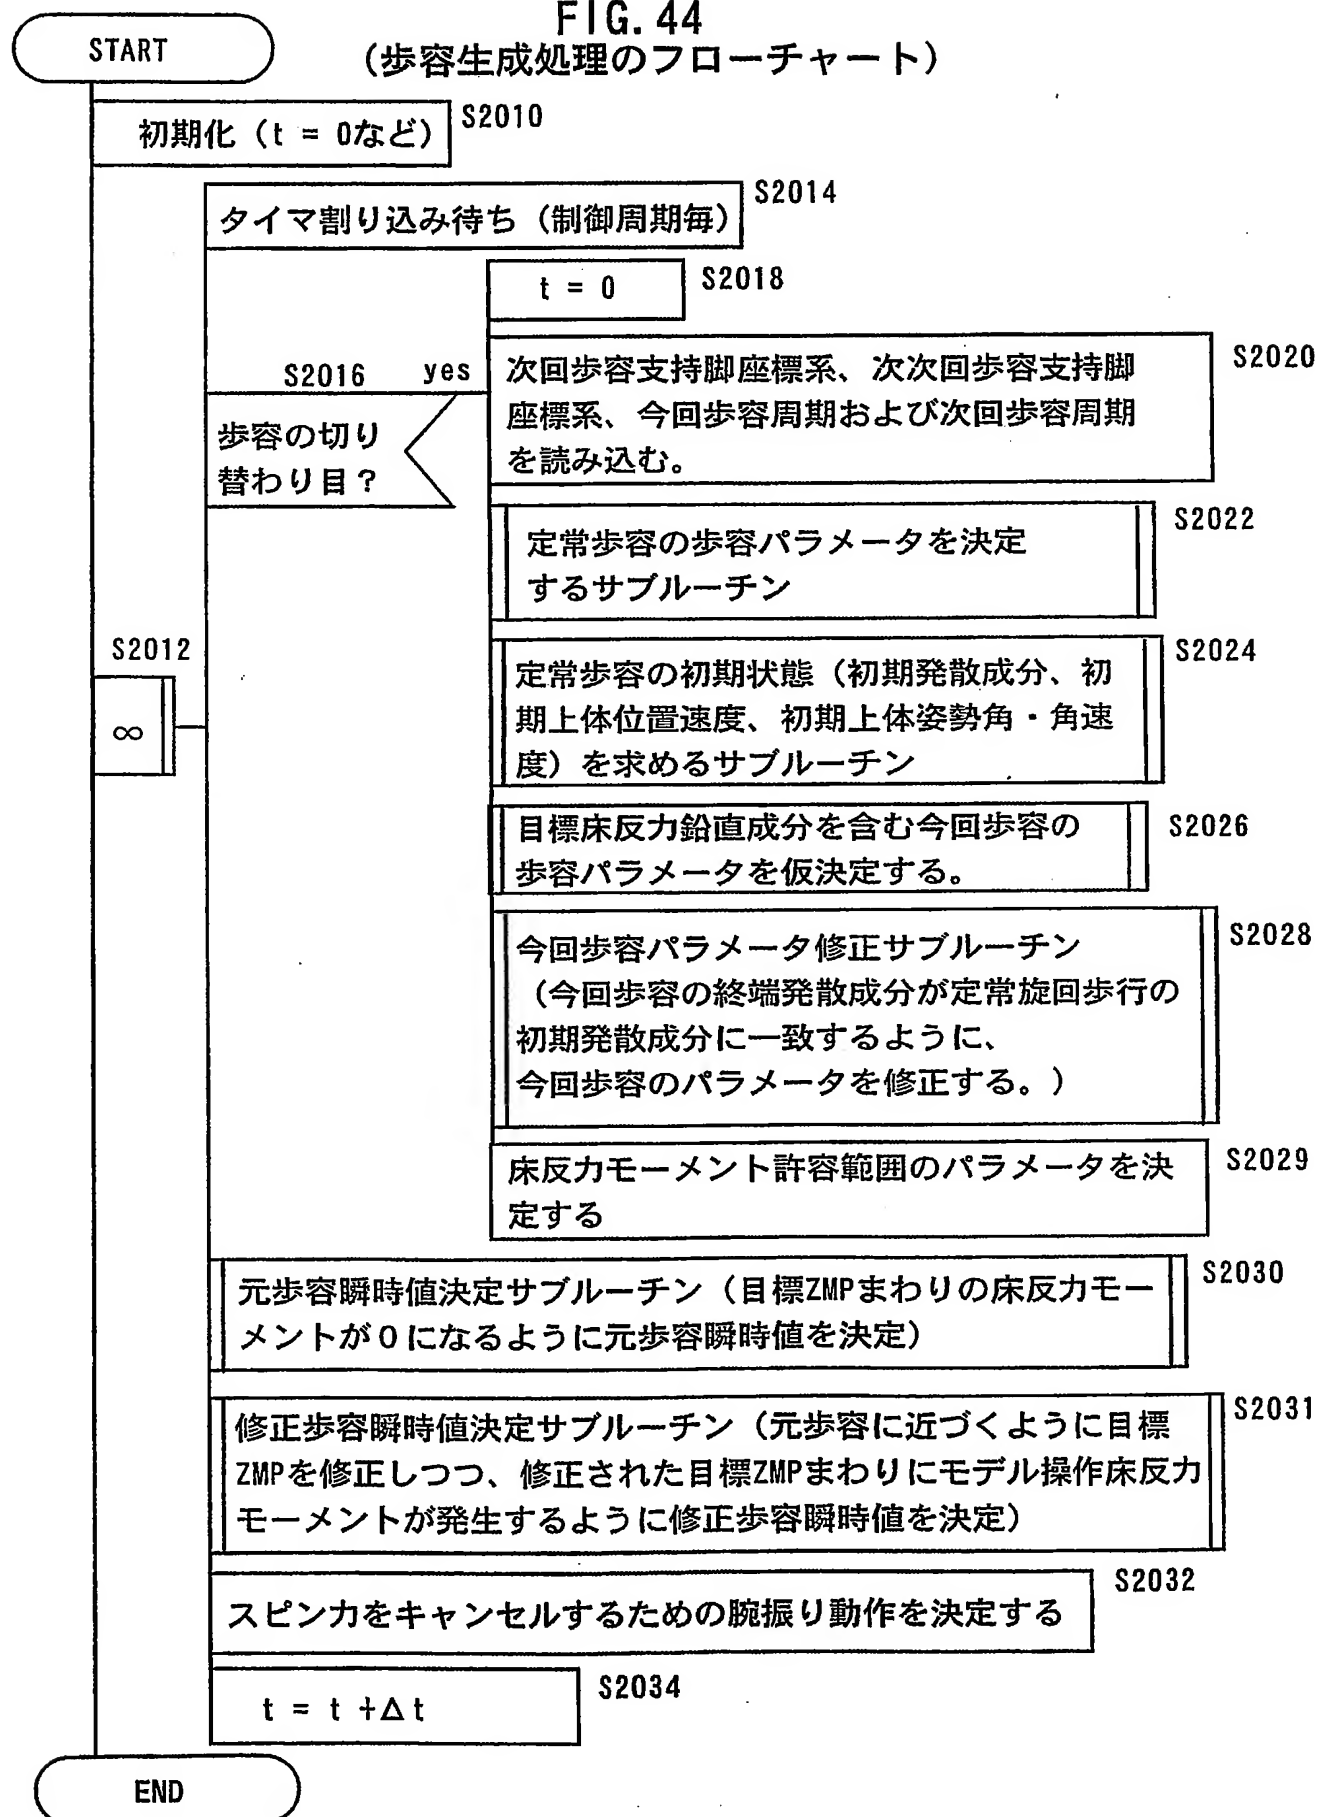 FIG. 44
(歩容生成処理のフローチャート)
START
初期化 (t = 0など)
S2010
タイマ割り込み待ち (制御周期毎)
S2014
t = 0
S2018
S2016
yes
歩容の切り
替わり目?
次回歩容支持脚座標系、次次回歩容支持脚
座標系、今回歩容周期および次回歩容周期
を読み込む。
S2020
定常歩容の歩容パラメータを決定
するサブルーチン
S2022
S2012
∞
定常歩容の初期状態 (初期発散成分、初
期上体位置速度、初期上体姿勢角・角速
度) を求めるサブルーチン
S2024
目標床反力鉛直成分を含む今回歩容の
歩容パラメータを仮決定する。
S2026
今回歩容パラメータ修正サブルーチン
(今回歩容の終端発散成分が定常旋回歩行の
初期発散成分に一致するように、
今回歩容のパラメータを修正する。)
S2028
床反力モーメント許容範囲のパラメータを決
定する
S2029
元歩容瞬時値決定サブルーチン (目標ZMPまわりの床反力モー
メントが0になるように元歩容瞬時値を決定)
S2030
修正歩容瞬時値決定サブルーチン (元歩容に近づくように目標
ZMPを修正しつつ、修正された目標ZMPまわりにモデル操作床反力
モーメントが発生するように修正歩容瞬時値を決定)
S2031
スピン力をキャンセルするための腕振り動作を決定する
S2032
t = t +Δt
S2034
END